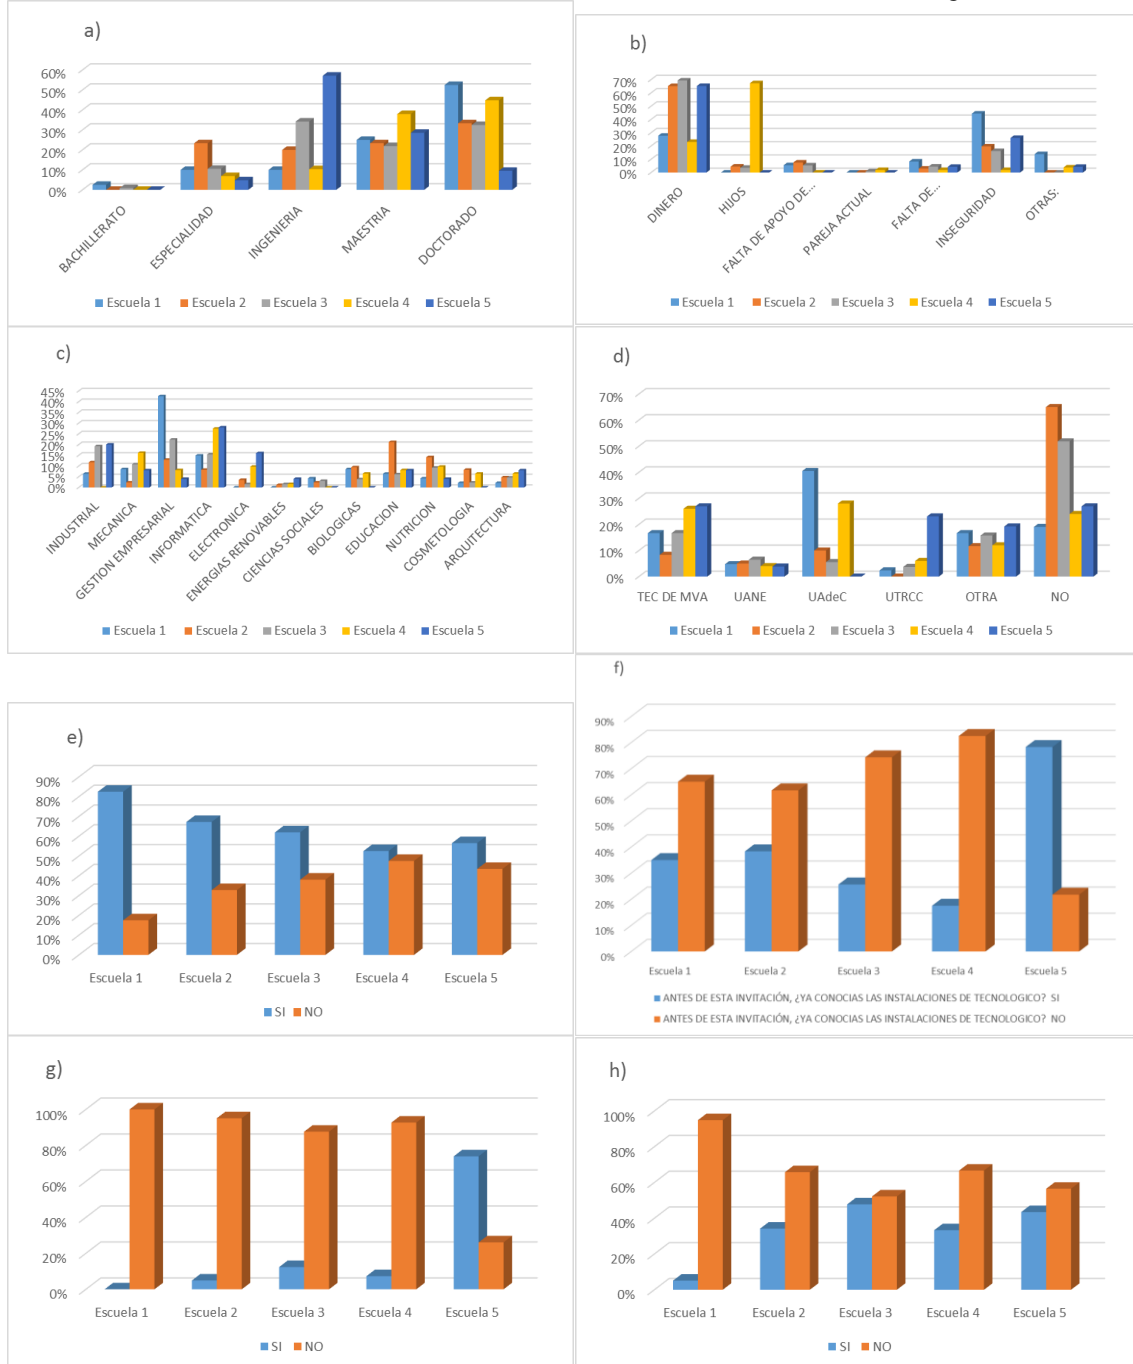 a)
60%
50%
40%
30%
20%
10%
0%
BACHILLERATO
ESPECIALIDAD
INGENIERIA
MAESTRIA
DOCTORADO
Escuela 1 Escuela 2 Escuela 3 Escuela 4 Escuela 5
b)
70%
60%
50%
40%
30%
20%
10%
0%
DINERO
HIJOS
FALTA DE APOYO DE...
PAREJA ACTUAL
FALTA DE...
INSEGURIDAD
OTRAS:
Escuela 1 Escuela 2 Escuela 3 Escuela 4 Escuela 5
c)
45%
40%
35%
30%
25%
20%
15%
10%
5%
0%
INDUSTRIAL
MECANICA
GESTION EMPRESARIAL
INFORMATICA
ELECTRONICA
ENERGIAS RENOVABLES
CIENCIAS SOCIALES
BIOLOGICAS
EDUCACION
NUTRICION
COSMETOLOGIA
ARQUITECTURA
Escuela 1 Escuela 2 Escuela 3 Escuela 4 Escuela 5
d)
70%
60%
50%
40%
30%
20%
10%
0%
TEC DE MVA UANE UAdeC UTRCC OTRA NO
Escuela 1 Escuela 2 Escuela 3 Escuela 4 Escuela 5
e)
90%
80%
70%
60%
50%
40%
30%
20%
10%
0%
Escuela 1 Escuela 2 Escuela 3 Escuela 4 Escuela 5
SI NO
f)
90%
80%
70%
60%
50%
40%
30%
20%
10%
0%
Escuela 1 Escuela 2 Escuela 3 Escuela 4 Escuela 5
ANTES DE ESTA INVITACIÓN, ¿YA CONOCIAS LAS INSTALACIONES DE TECNOLOGICO? SI
ANTES DE ESTA INVITACIÓN, ¿YA CONOCIAS LAS INSTALACIONES DE TECNOLOGICO? NO
g)
100%
80%
60%
40%
20%
0%
Escuela 1 Escuela 2 Escuela 3 Escuela 4 Escuela 5
SI NO
h)
100%
80%
60%
40%
20%
0%
Escuela 1 Escuela 2 Escuela 3 Escuela 4 Escuela 5
SI NO